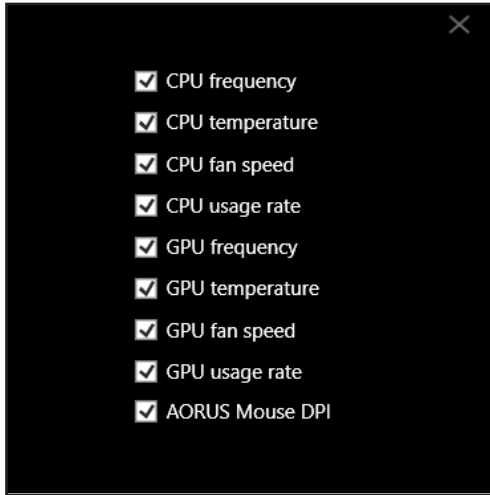 CPU frequency
CPU temperature
CPU fan speed
CPU usage rate
GPU frequency
GPU temperature
GPU fan speed
GPU usage rate
AORUS Mouse DPI